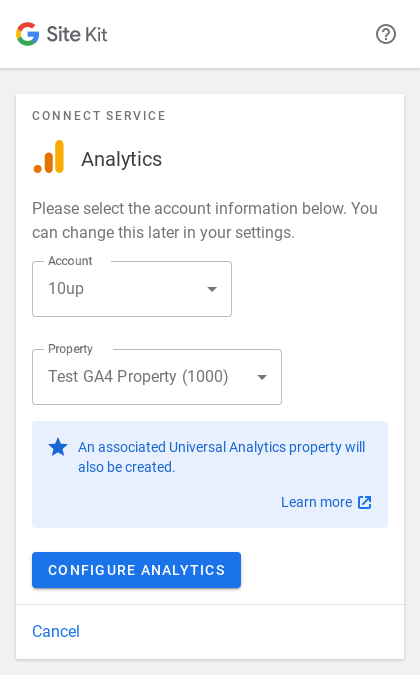 Site Kit
CONNECT SERVICE
Analytics
Please select the account information below. You
can change this later in your settings.
Account
10up
Property
Test GA4 Property (1000)
An associated Universal Analytics property will
also be created.
Learn more
CONFIGURE ANALYTICS
Cancel